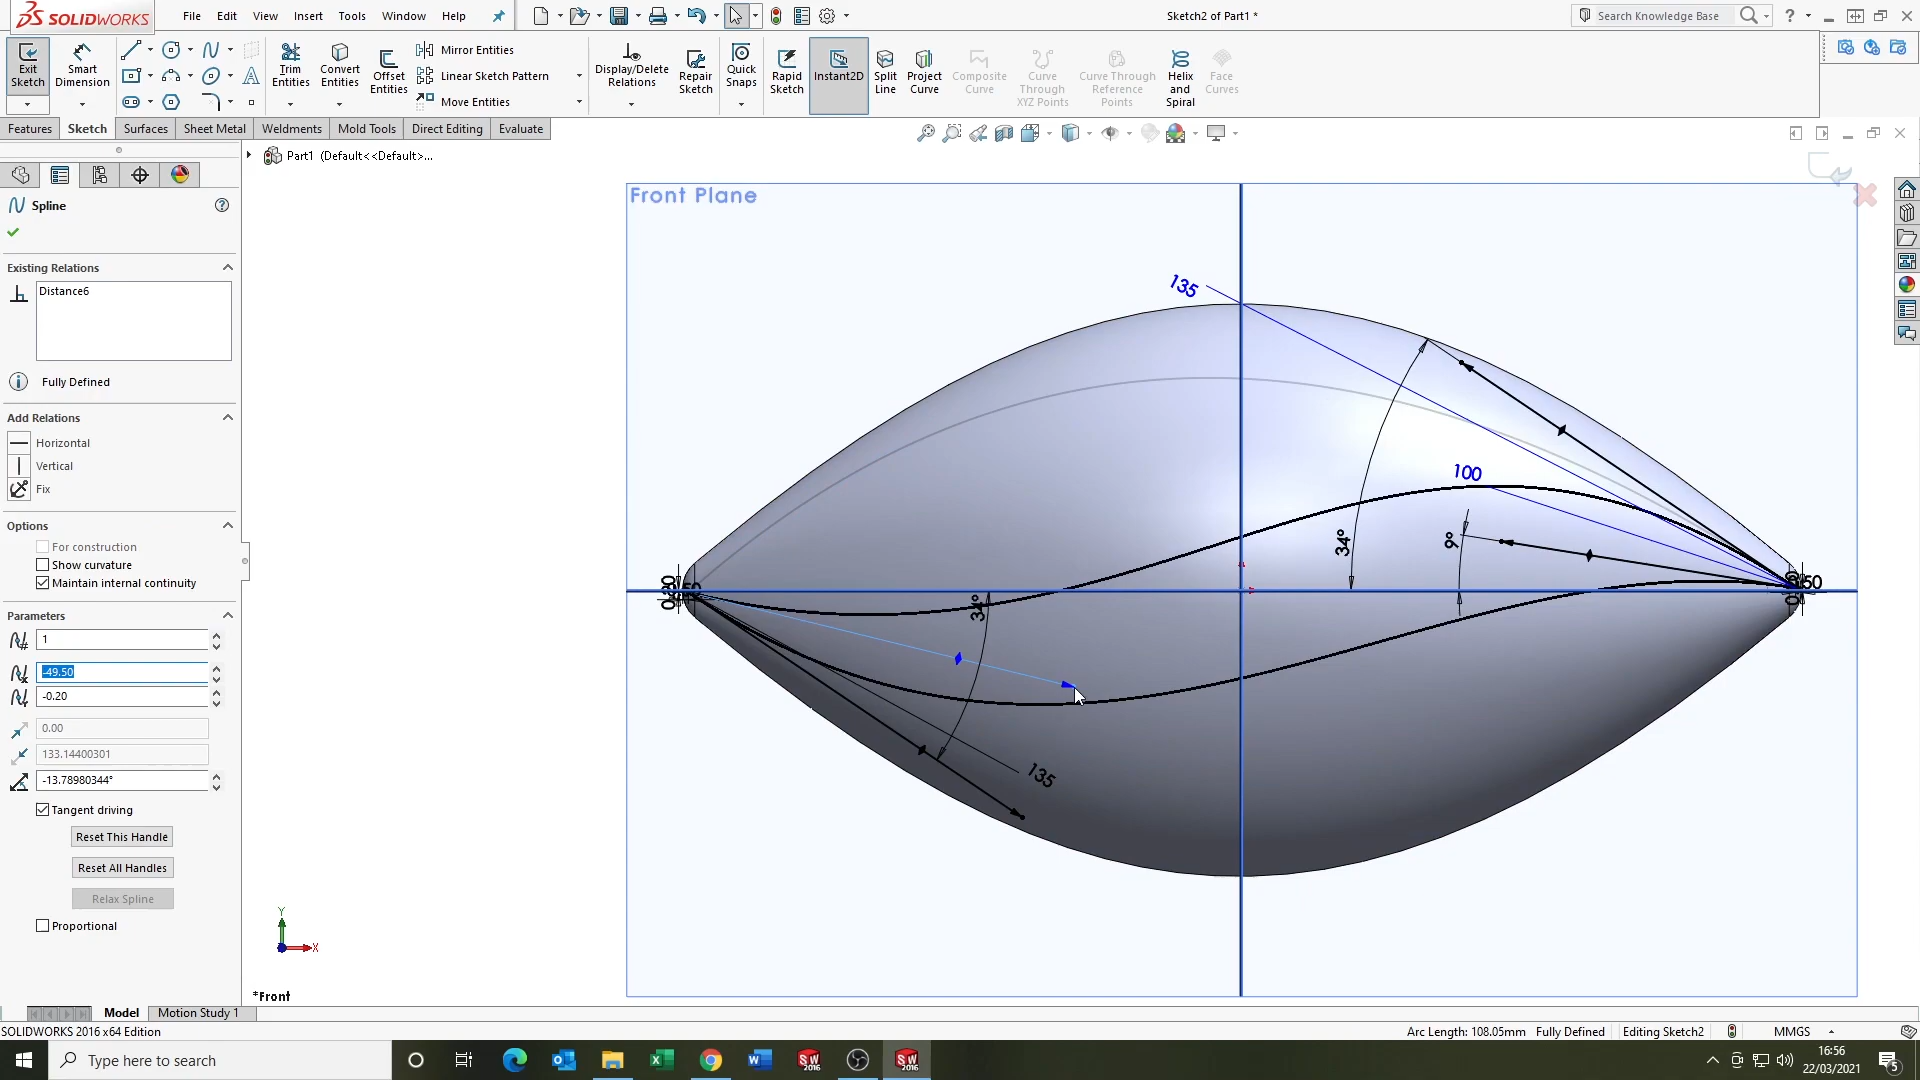 SOLIDWORKS
File Edit View Insert Tools Window Help
Sketch2 of Part1 *
Search Knowledge Base
Exit Sketch
Smart Dimension
Trim Entities
Convert Entities
Offset Entities
Mirror Entities
Linear Sketch Pattern
Move Entities
Display/Delete Relations
Repair Sketch
Quick Snaps
Rapid Sketch
Instant2D
Split Line
Project Curve
Composite Curve
Curve Through XYZ Points
Curve Through Reference Points
Helix and Spiral
Face Curves
Features Sketch Surfaces Sheet Metal Weldments Mold Tools Direct Editing Evaluate
Part1 (Default<<Default>...
Spline
Existing Relations
Distance6
Fully Defined
Add Relations
Horizontal
Vertical
Fix
Options
For construction
Show curvature
Maintain internal continuity
Parameters
1
-49.50
-0.20
0.00
133.14400301
-13.78980344°
Tangent driving
Reset This Handle
Reset All Handles
Relax Spline
Proportional
Front Plane
135
100
34°
9°
34°
135
Y
X
*Front
Model Motion Study 1
SOLIDWORKS 2016 x64 Edition
Arc Length: 108.05mm Fully Defined Editing Sketch2 MMGS
Type here to search
16:56
22/03/2021
5